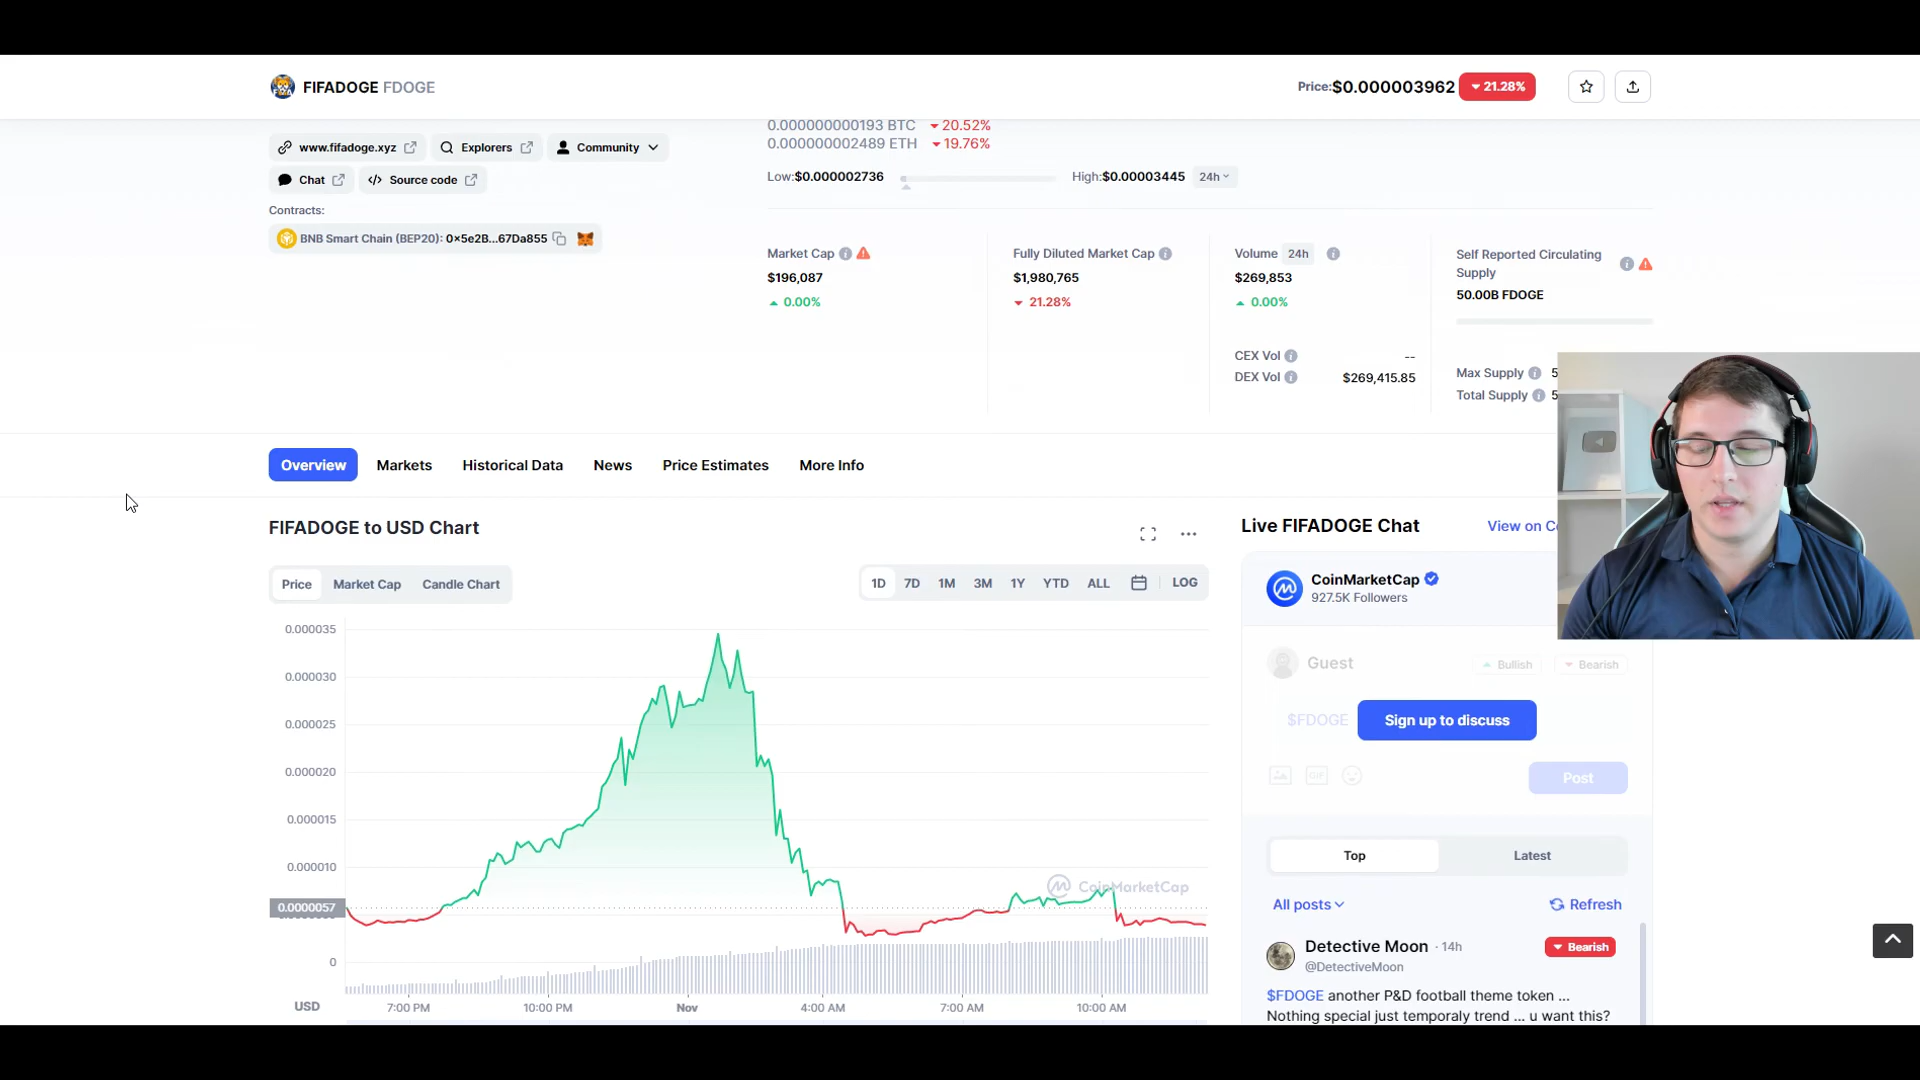 FIFADOGE FDOGE
Price:$0.000003962 21.28%
www.fifadoge.xyz Explorers Community
Chat Source code
Contracts:
BNB Smart Chain (BEP20): 0x5e2B...67Da855
0.000000000193 BTC 20.52%
0.000000002489 ETH 19.76%
Low:$0.000002736 High:$0.00003445 24h
Market Cap
$196,087
0.00%
Fully Diluted Market Cap
$1,980,765
21.28%
Volume 24h
$269,853
0.00%
CEX Vol --
DEX Vol $269,415.85
Self Reported Circulating
Supply
50.00B FDOGE
Max Supply 5
Total Supply 5
Overview Markets Historical Data News Price Estimates More Info
FIFADOGE to USD Chart
Price Market Cap Candle Chart
1D 7D 1M 3M 1Y YTD ALL LOG
0.000035
0.000030
0.000025
0.000020
0.000015
0.000010
0.0000057
0
CoinMarketCap
USD 7:00 PM 10:00 PM Nov 4:00 AM 7:00 AM 10:00 AM
Live FIFADOGE Chat View on C
CoinMarketCap
927.5K Followers
Guest Bullish Bearish
$FDOGE Sign up to discuss
GIF
Post
Top Latest
All posts Refresh
Detective Moon · 14h Bearish
@DetectiveMoon
$FDOGE another P&D football theme token ...
Nothing special just temporaly trend ... u want this?